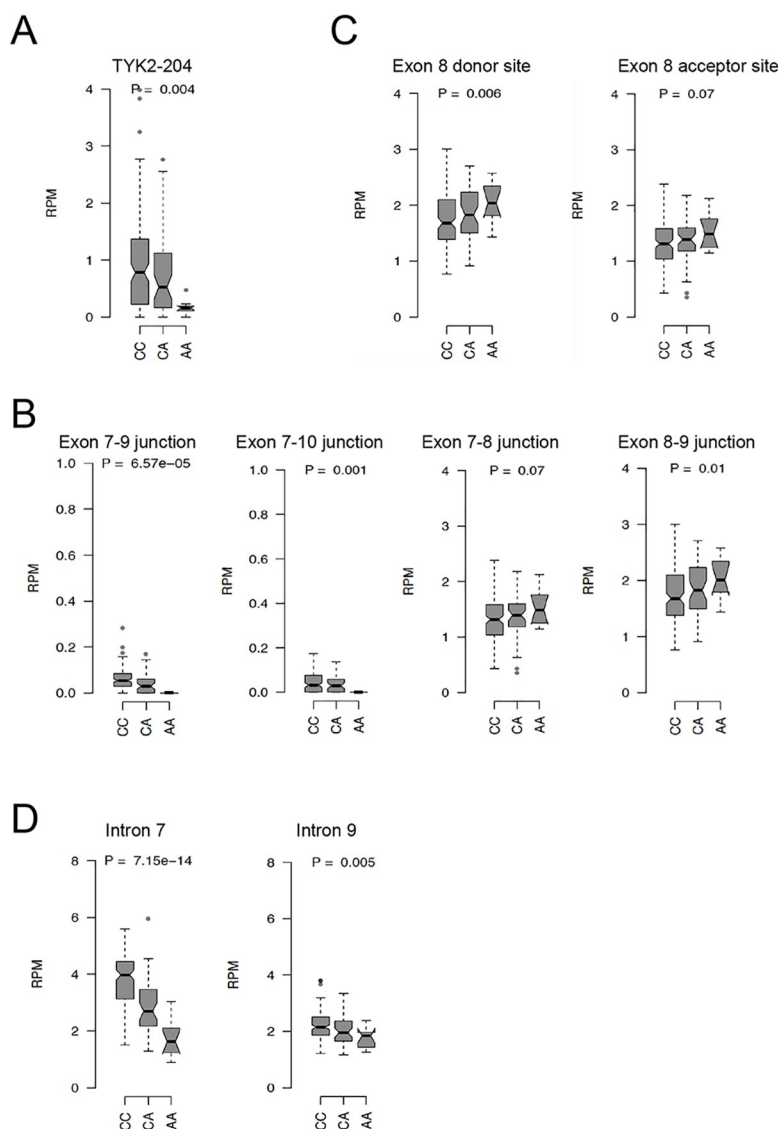 A
TYK2-204
P = 0.004
4
3
2
1
0
RPM
CC
CA
AA
C
Exon 8 donor site
P = 0.006
4
3
2
1
0
RPM
CC
CA
AA
Exon 8 acceptor site
P = 0.07
4
3
2
1
0
RPM
CC
CA
AA
B
Exon 7-9 junction
P = 6.57e−05
1.0
0.8
0.6
0.4
0.2
0.0
RPM
CC
CA
AA
Exon 7-10 junction
P = 0.001
1.0
0.8
0.6
0.4
0.2
0.0
RPM
CC
CA
AA
Exon 7-8 junction
P = 0.07
4
3
2
1
0
RPM
CC
CA
AA
Exon 8-9 junction
P = 0.01
4
3
2
1
0
RPM
CC
CA
AA
D
Intron 7
P = 7.15e−14
8
6
4
2
0
RPM
CC
CA
AA
Intron 9
P = 0.005
8
6
4
2
0
RPM
CC
CA
AA